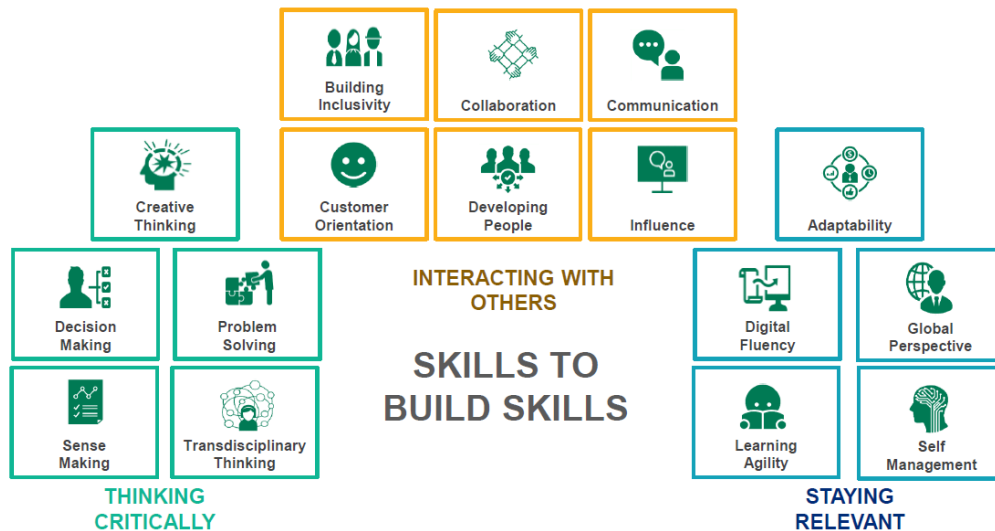 Building
Inclusivity
Collaboration
Communication
Creative
Thinking
Customer
Orientation
Developing
People
Influence
Adaptability
INTERACTING WITH
OTHERS
Decision
Making
Problem
Solving
Digital
Fluency
Global
Perspective
SKILLS TO
BUILD SKILLS
Sense
Making
Transdisciplinary
Thinking
Learning
Agility
Self
Management
THINKING
CRITICALLY
STAYING
RELEVANT